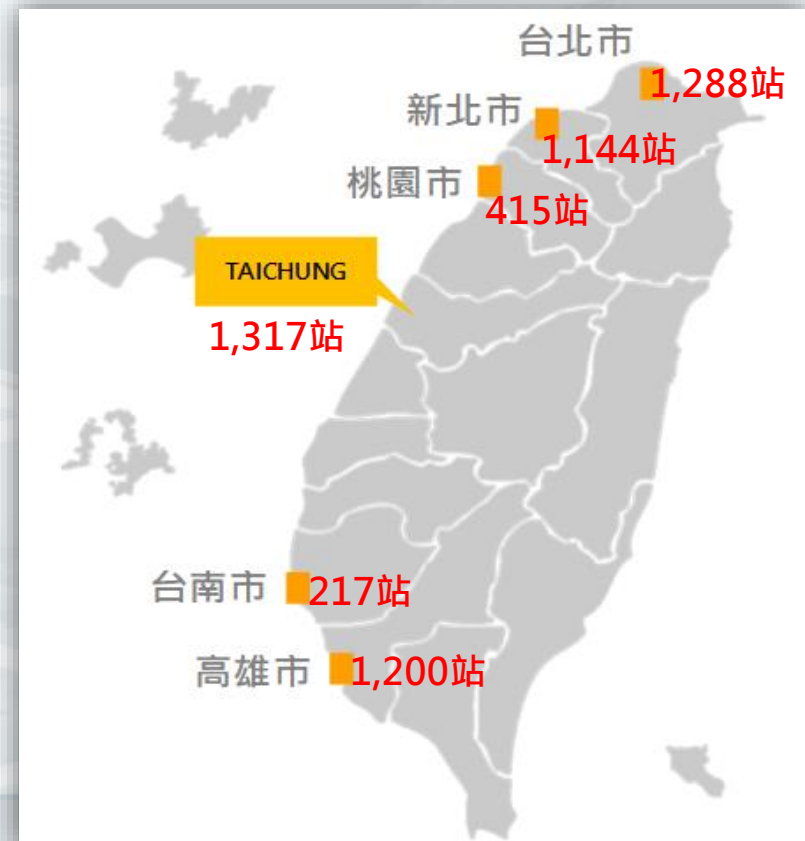 台北市
1,288站
新北市
1,144站
桃園市
415站
TAICHUNG
1,317站
台南市
217站
高雄市
1,200站